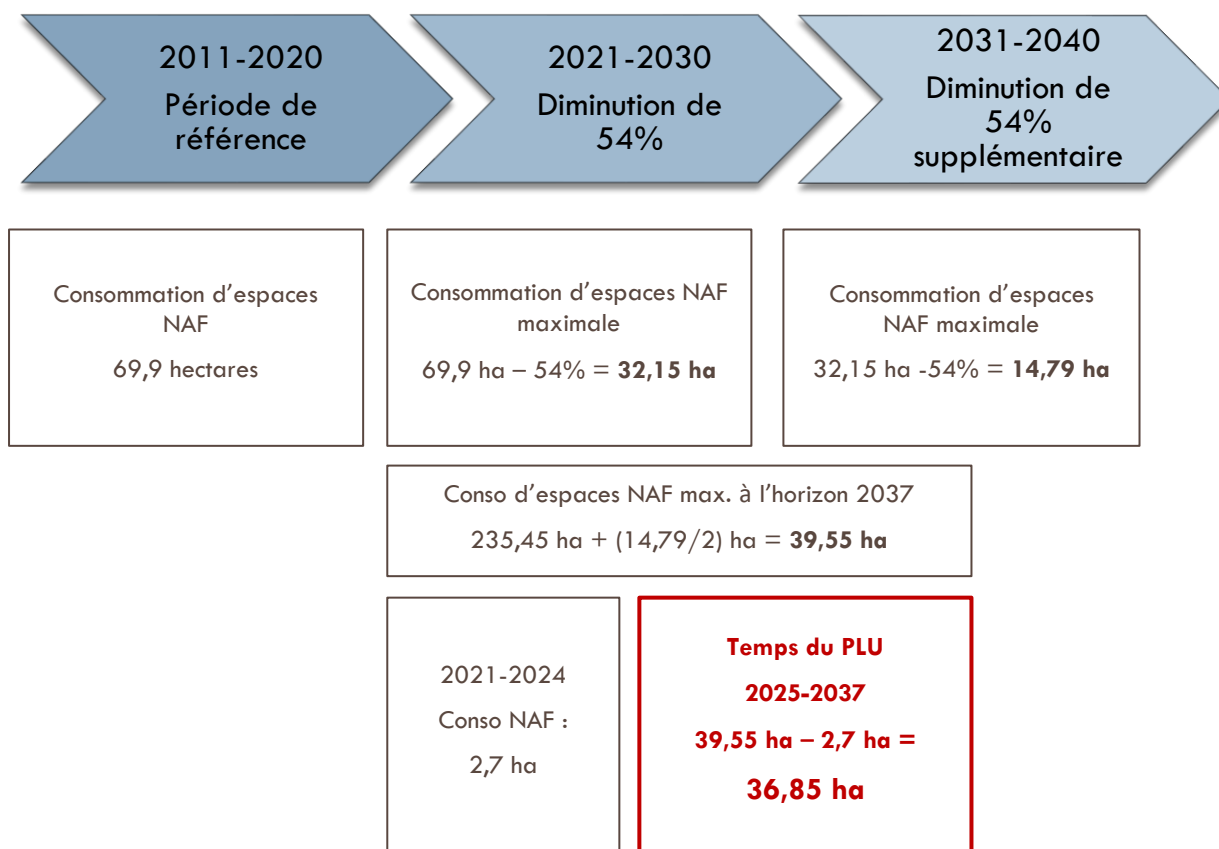 2011-2020
Période de
référence
2021-2030
Diminution de
54%
2031-2040
Diminution de
54%
supplémentaire
Consommation d’espaces
NAF
69,9 hectares
Consommation d’espaces NAF
maximale
69,9 ha – 54% = 32,15 ha
Consommation d’espaces
NAF maximale
32,15 ha -54% = 14,79 ha
Conso d’espaces NAF max. à l’horizon 2037
235,45 ha + (14,79/2) ha = 39,55 ha
2021-2024
Conso NAF :
2,7 ha
Temps du PLU
2025-2037
39,55 ha – 2,7 ha =
36,85 ha